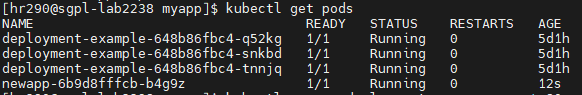 [hr290@sgpl-lab2238 myapp]$ kubectl get pods
NAME READY STATUS RESTARTS AGE
deployment-example-648b86fbc4-q52kg 1/1 Running 0 5d1h
deployment-example-648b86fbc4-snkbd 1/1 Running 0 5d1h
deployment-example-648b86fbc4-tnnjq 1/1 Running 0 5d1h
newapp-6b9d8fffcb-b4g9z 1/1 Running 0 12s